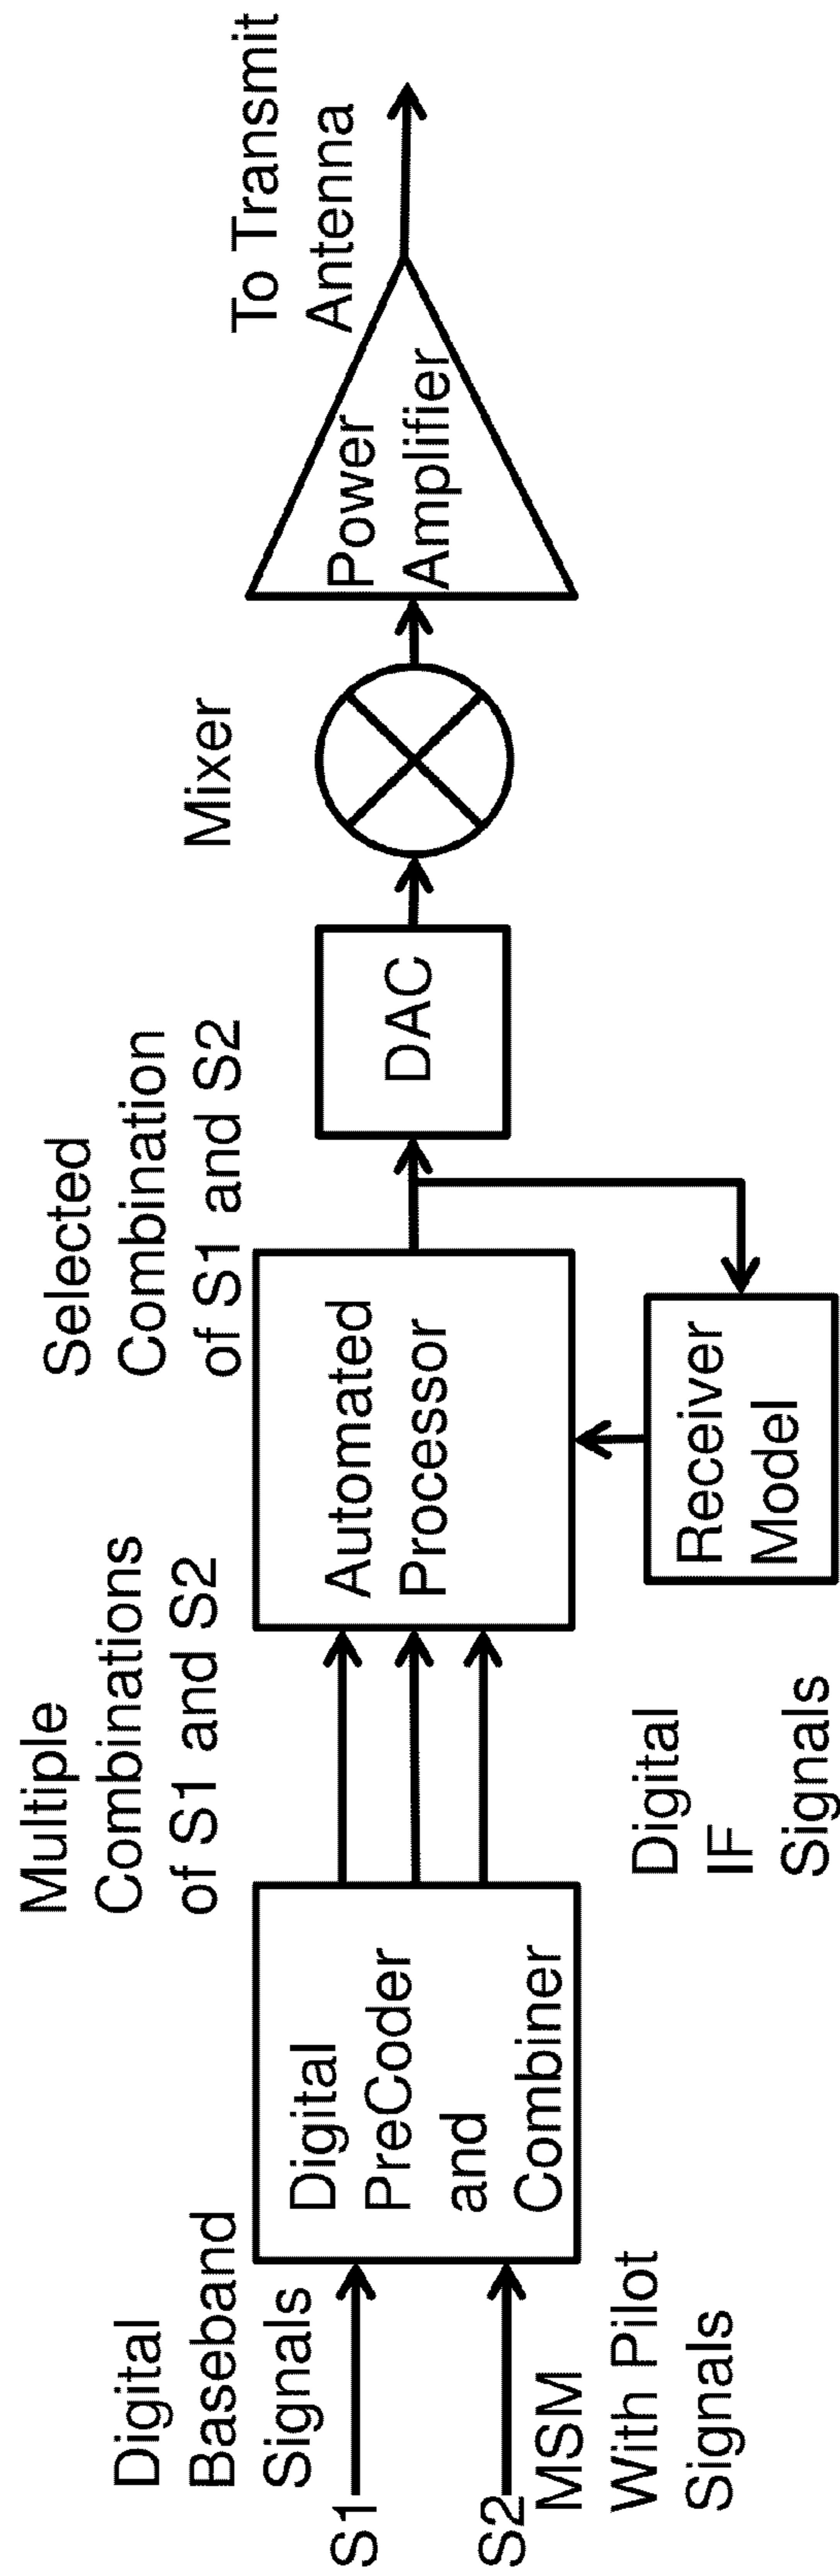 Digital
Baseband
Signals
S1
S2
MSM
With Pilot
Signals
Digital
PreCoder
and
Combiner
Multiple
Combinations
of S1 and S2
Automated
Processor
Digital
IF
Signals
Receiver
Model
Selected
Combination
of S1 and S2
DAC
Mixer
Power
Amplifier
To Transmit
Antenna